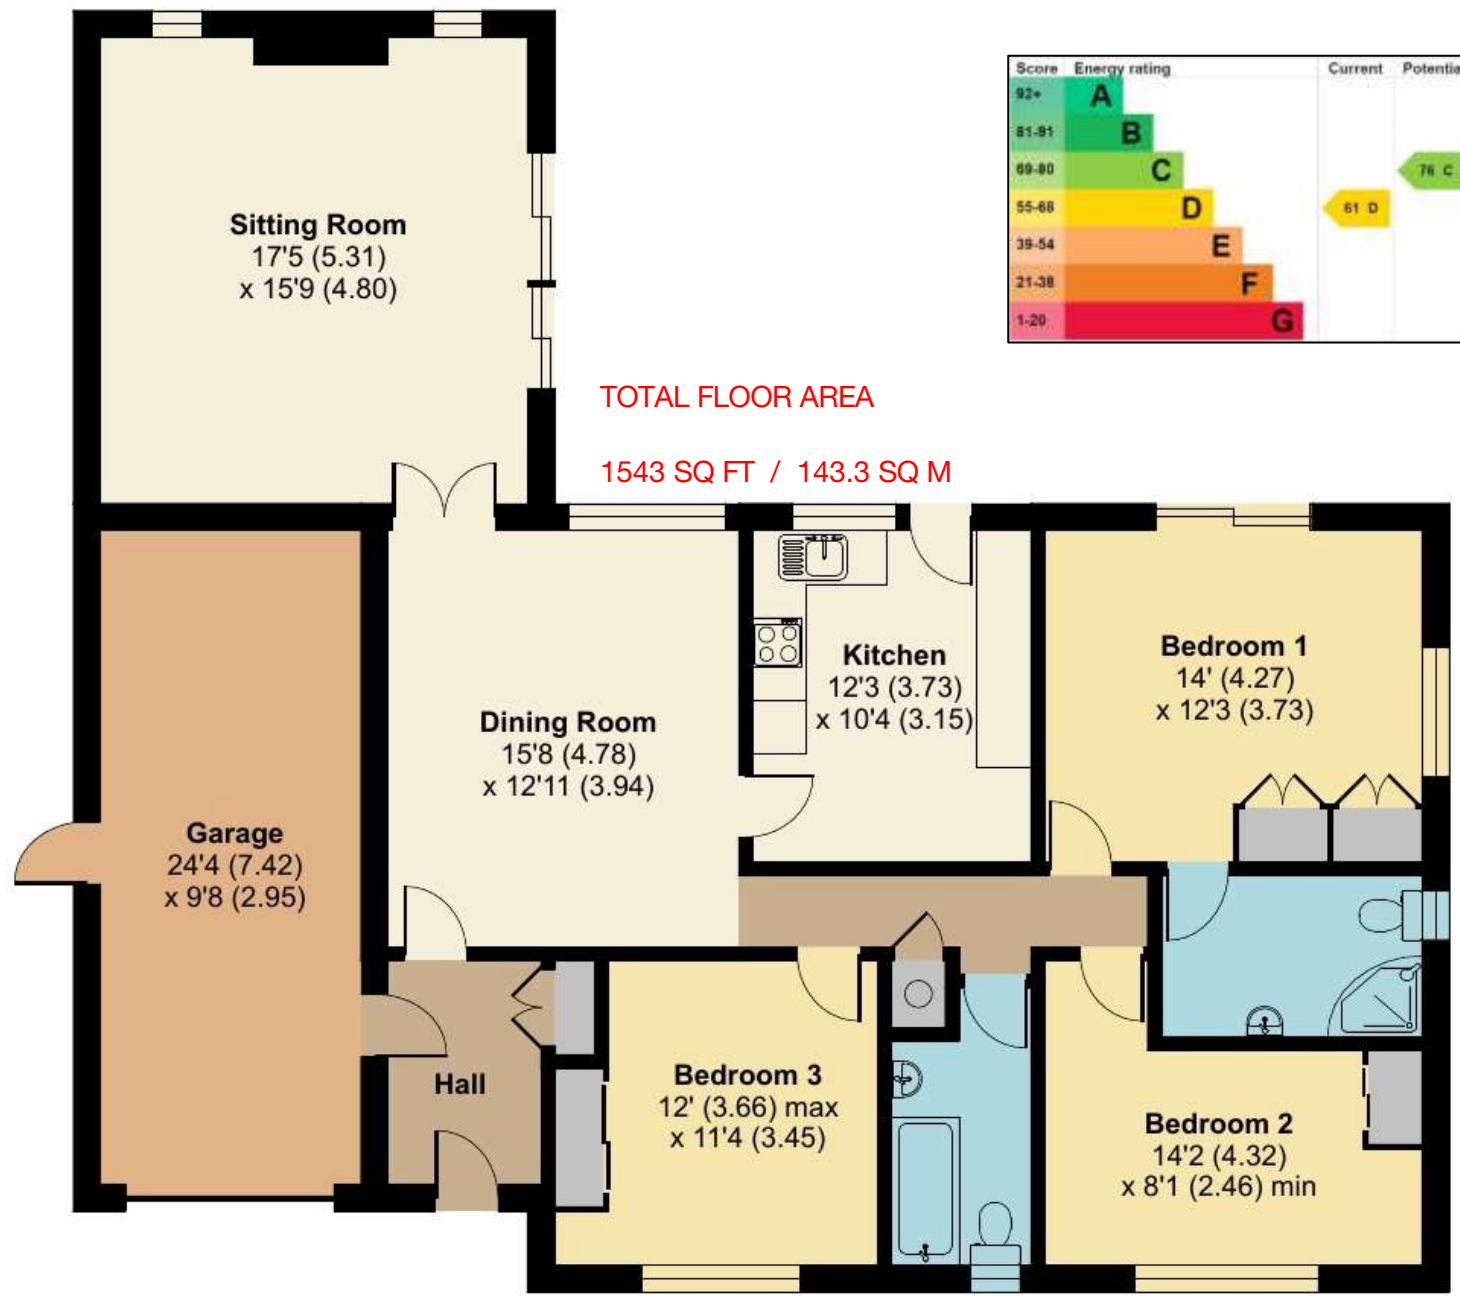 Score Energy rating Current Potentia
92+ A
81-91 B
69-80 C 76 C
55-68 D 61 D
39-54 E
21-38 F
1-20 G
Sitting Room
17'5 (5.31)
x 15'9 (4.80)
TOTAL FLOOR AREA
1543 SQ FT / 143.3 SQ M
Garage
24'4 (7.42)
x 9'8 (2.95)
Dining Room
15'8 (4.78)
x 12'11 (3.94)
Kitchen
12'3 (3.73)
x 10'4 (3.15)
Bedroom 1
14' (4.27)
x 12'3 (3.73)
Hall
Bedroom 3
12' (3.66) max
x 11'4 (3.45)
Bedroom 2
14'2 (4.32)
x 8'1 (2.46) min